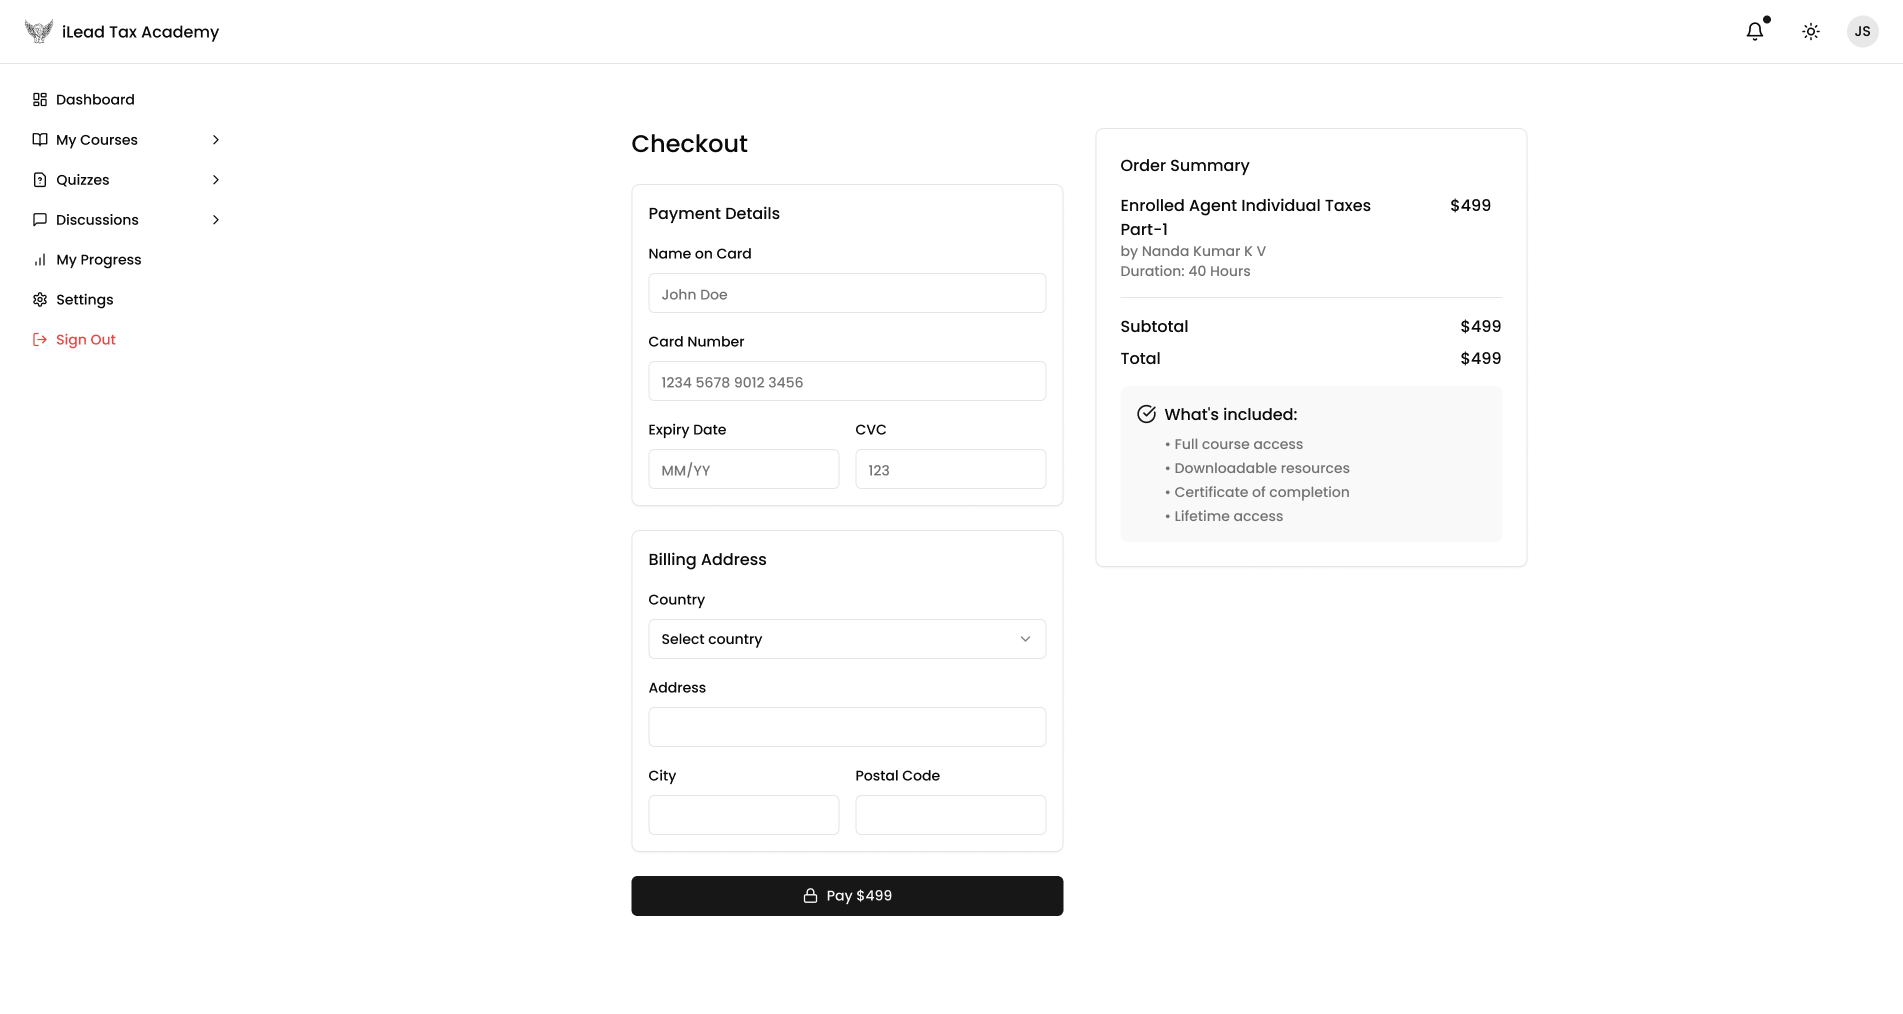 iLead Tax Academy
JS
Dashboard
My Courses
Quizzes
Discussions
My Progress
Settings
Sign Out
Checkout
Payment Details
Name on Card
John Doe
Card Number
1234 5678 9012 3456
Expiry Date
CVC
MM/YY
123
Billing Address
Country
Select country
Address
City
Postal Code
Pay $499
Order Summary
Enrolled Agent Individual Taxes
$499
Part-1
by Nanda Kumar K V
Duration: 40 Hours
Subtotal
$499
Total
$499
What's included:
• Full course access
• Downloadable resources
• Certificate of completion
• Lifetime access